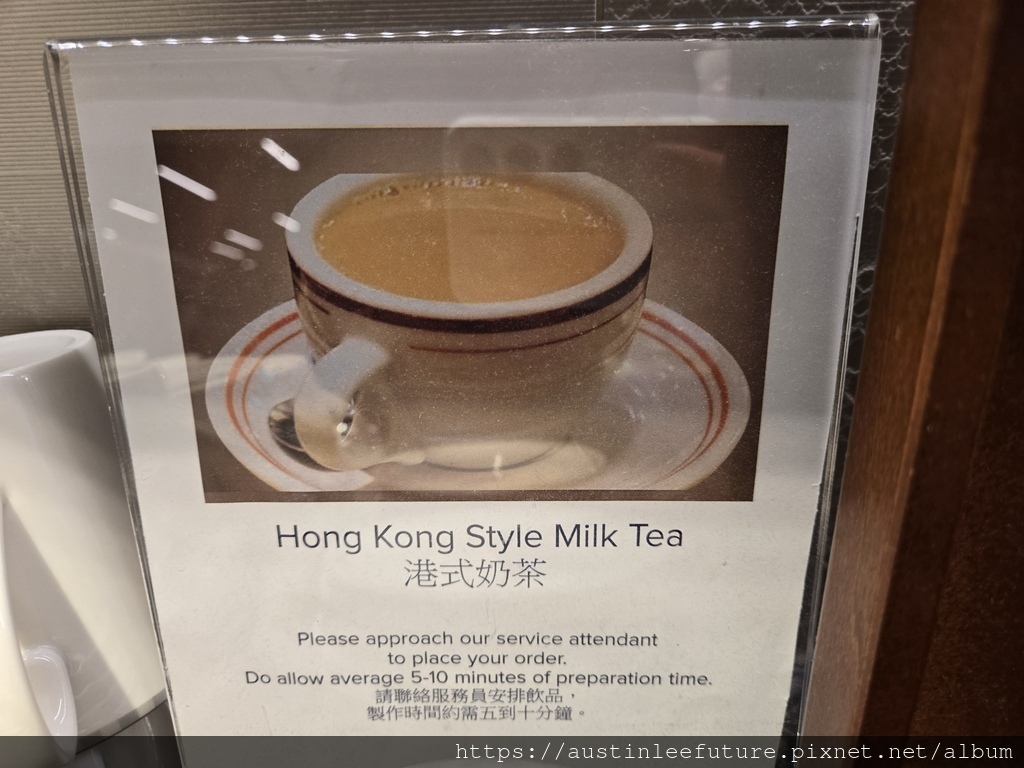 Hong Kong Style Milk Tea
港式奶茶
Please approach our service attendant
to place your order.
Do allow average 5-10 minutes of preparation time.
請聯絡服務員安排飲品，
製作時間約需五到十分鐘。
https://austinleefuture.pixnet.net/album